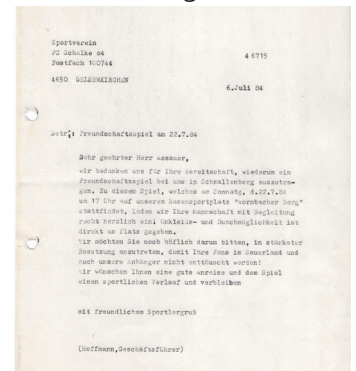 Sportverein
FC Schalke o4
Postfach 100744
4 6715
4650 GELSENKIRCHEN
6.Juli 84
Betr.: Freundschaftsspiel am 22.7.84
Sehr geehrter Herr Assauer,
wir bedanken uns für Ihre Bereitschaft, wiederum ein
Freundschaftsspiel bei uns in Schmallenberg auszutra-
gen. Zu diesem Spiel, welches am Sonnatg, d.22.7.84
um 17 Uhr auf unserem Rasensportplatz "Wormbacher Berg"
stattfindet, laden wir Ihre Mannschaft mit Begleitung
recht herzlich ein! Umkleide- und Duschmöglichkeit ist
direkt am Platz gegeben.
Wir möchten Sie noch höflich darum bitten, in stärkster
Besetzung anzutreten, damit Ihre Fans im Sauerland und
auch unsere Anhänger nicht enttäuscht werden!
Wir wünschen Ihnen eine gute Anreise und dem Spiel
einen sportlichen Verlauf und verbleiben
mit freundlichem Sportlergruß
(Hoffmann,Geschäftsführer)